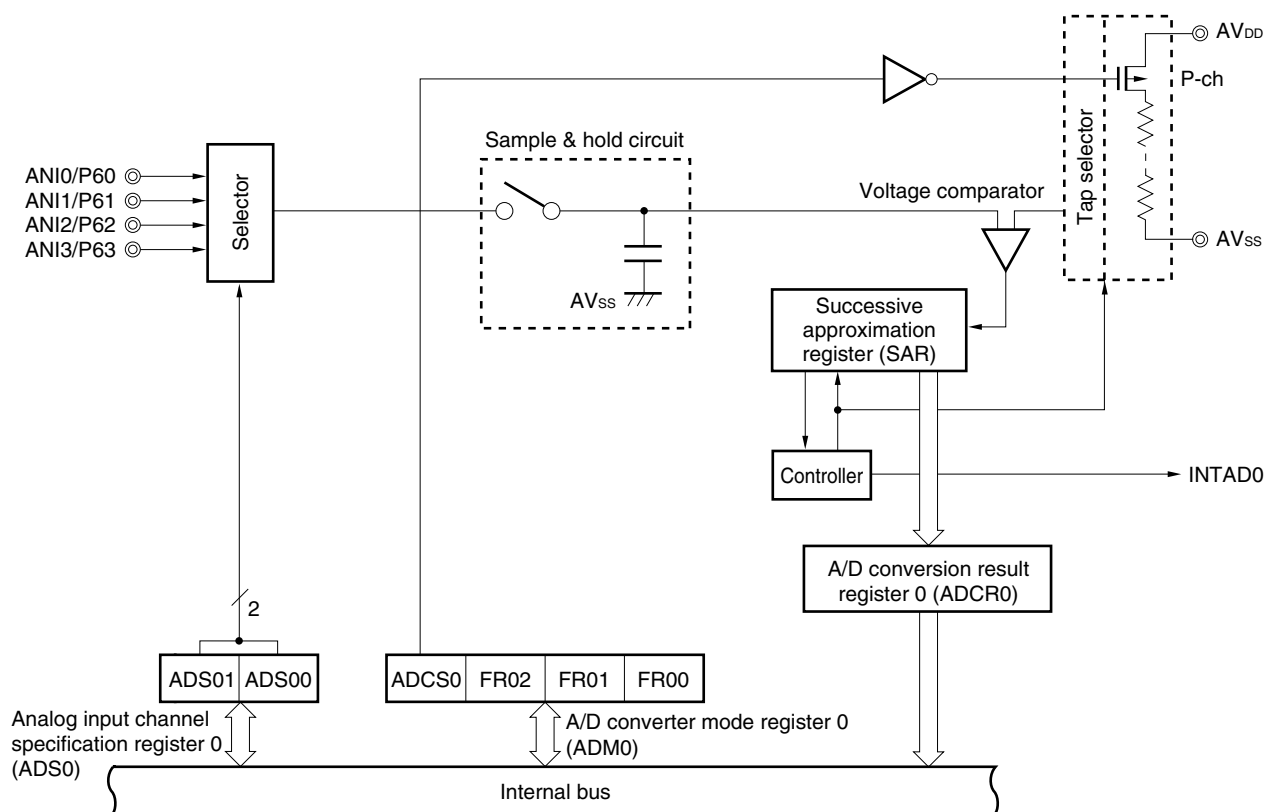 AVDD
P-ch
Tap selector
AVSS
Sample & hold circuit
Voltage comparator
ANI0/P60
ANI1/P61
ANI2/P62
ANI3/P63
Selector
AVSS
Successive
approximation
register (SAR)
Controller
INTAD0
A/D conversion result
register 0 (ADCR0)
2
ADS01 ADS00
ADCS0 FR02 FR01 FR00
Analog input channel
specification register 0
(ADS0)
A/D converter mode register 0
(ADM0)
Internal bus